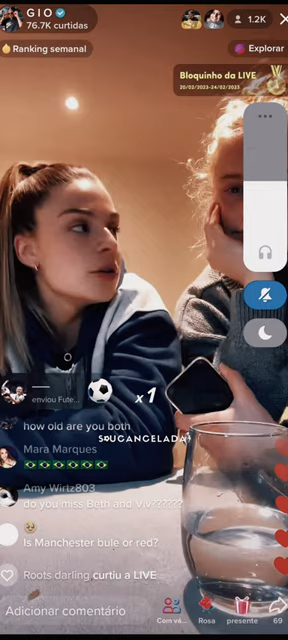 G I O
76.7K curtidas
1.2K
Ranking semanal
Explorar
Bloquinho da LIVE
20/02/2023-24/02/2023
enviou Fute...
x1
how old are you both
SOUCANCELADA
Mara Marques
🇧🇷🇧🇷🇧🇷🇧🇷🇧🇷🇧🇷
Amy Wirtz803
do you miss Beth and Viv??????
🥹
Is Manchester bule or red?
Roots darling curtiu a LIVE
Adicionar comentário
Com vá...
Rosa
presente
69